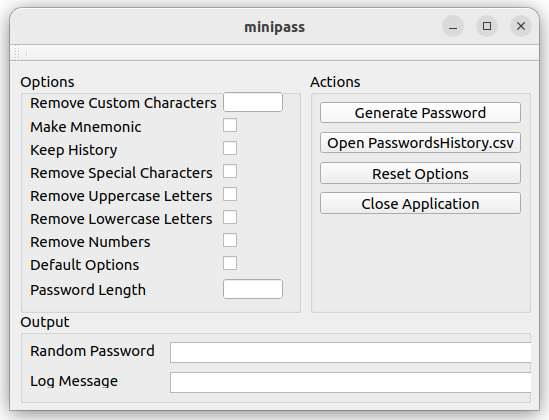 minipass
Options
Remove Custom Characters
Make Mnemonic
Keep History
Remove Special Characters
Remove Uppercase Letters
Remove Lowercase Letters
Remove Numbers
Default Options
Password Length
Actions
Generate Password
Open PasswordsHistory.csv
Reset Options
Close Application
Output
Random Password
Log Message